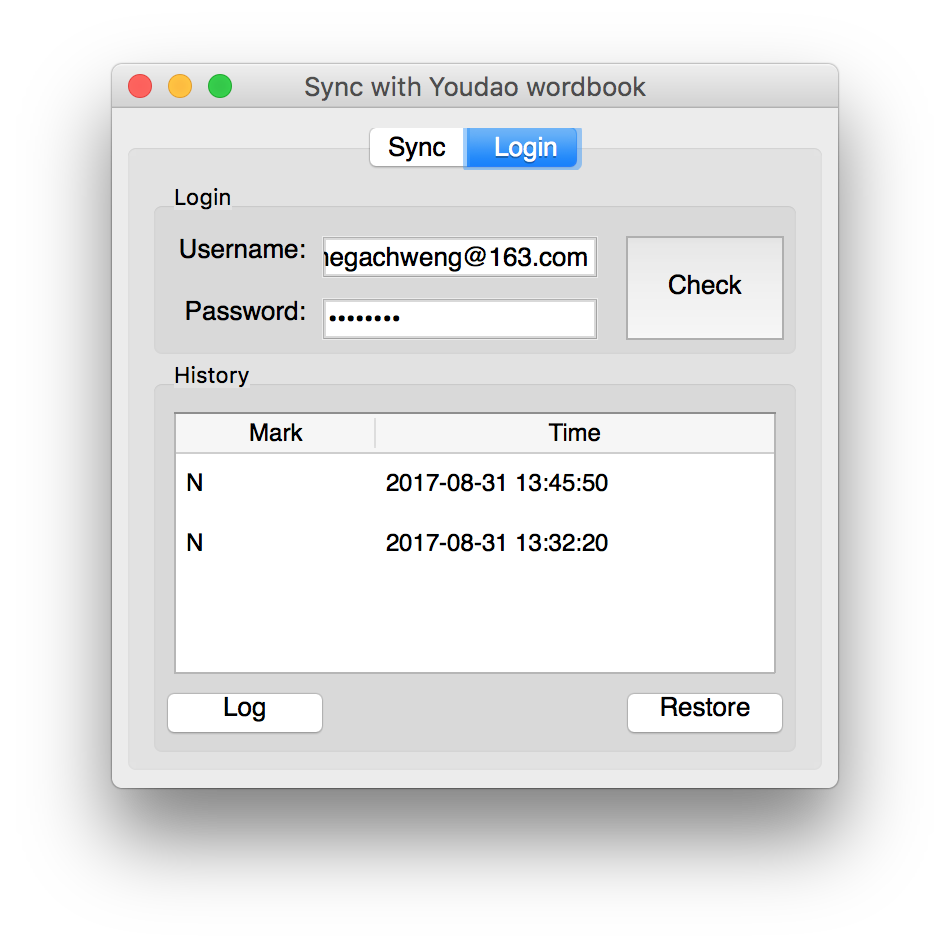 Sync with Youdao wordbook
Sync Login
Login
Username: negachweng@163.com
Check
Password: ••••••••
History
Mark Time
N 2017-08-31 13:45:50
N 2017-08-31 13:32:20
Log Restore